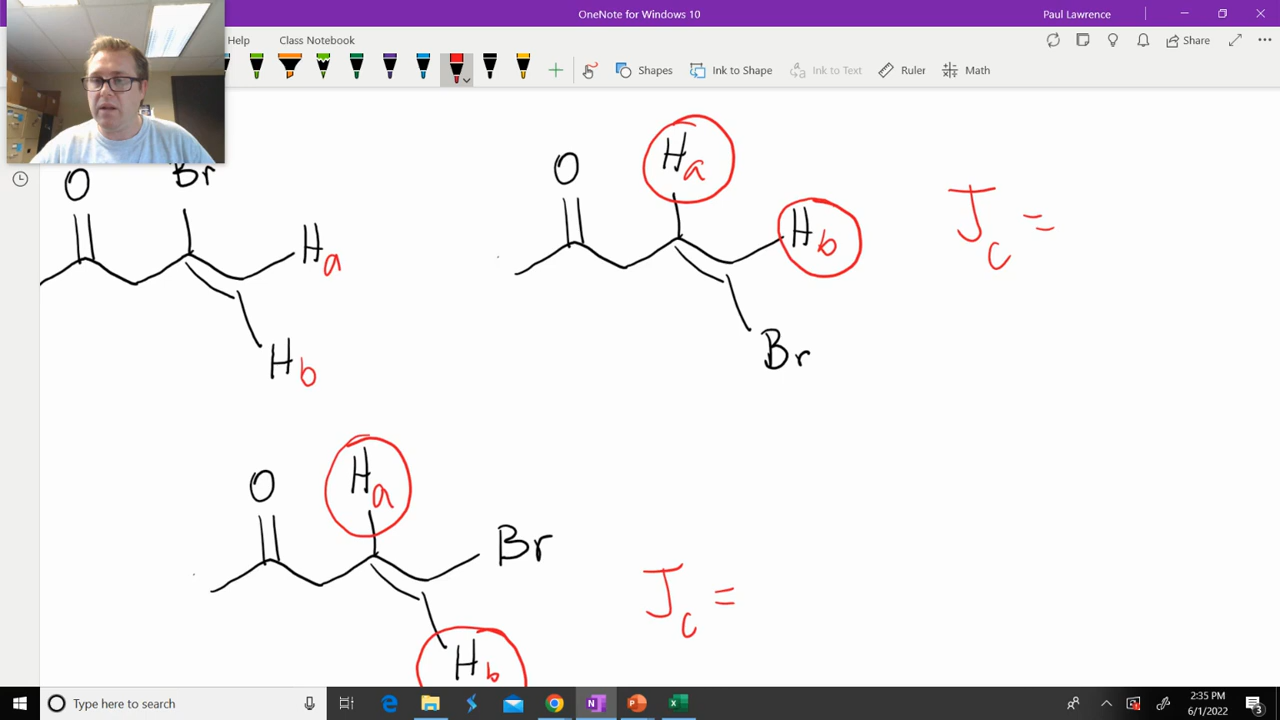 OneNote for Windows 10
Paul Lawrence
Help
Class Notebook
Share
Shapes
Ink to Shape
Ink to Text
Ruler
Math
O
Br
Ha
Hb
O
Ha
Hb
Br
Jc =
O
Ha
Br
Hb
Jc =
Type here to search
2:35 PM
6/1/2022
3